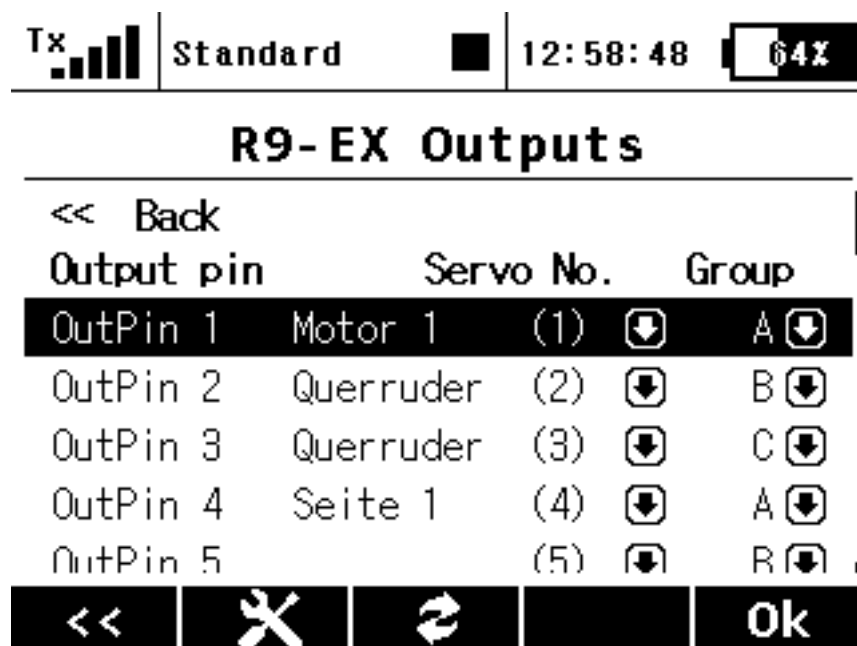 Tx Standard 12:58:48 64%
R9-EX Outputs
<< Back
Output pin Servo No. Group
OutPin 1 Motor 1 (1) A
OutPin 2 Querruder (2) B
OutPin 3 Querruder (3) C
OutPin 4 Seite 1 (4) A
OutPin 5 (5) B
<< Ok